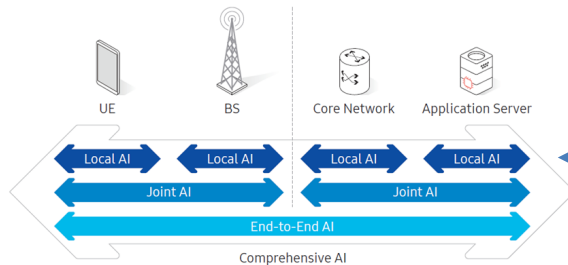 UE BS Core Network Application Server
Local AI Local AI Local AI Local AI
Joint AI Joint AI
End-to-End AI
Comprehensive AI